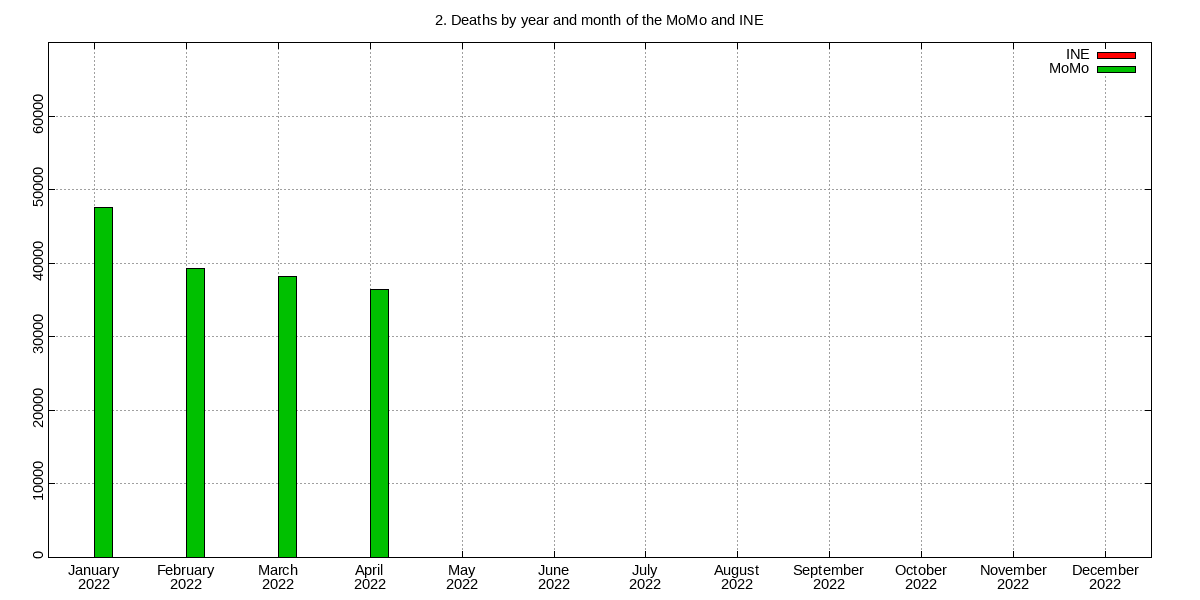 2. Deaths by year and month of the MoMo and INE
INE
MoMo
60000
50000
40000
30000
20000
10000
0
January February March April May June July August September October November December
2022 2022 2022 2022 2022 2022 2022 2022 2022 2022 2022 2022